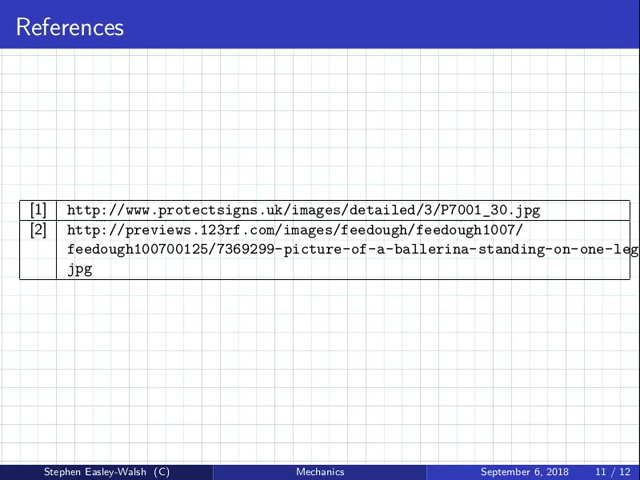 References
[1] http://www.protectsigns.uk/images/detailed/3/P7001_30.jpg
[2] http://previews.123rf.com/images/feedough/feedough1007/
feedough100700125/7369299-picture-of-a-ballerina-standing-on-one-leg
jpg
Stephen Easley-Walsh (C) Mechanics September 6, 2018 11 / 12